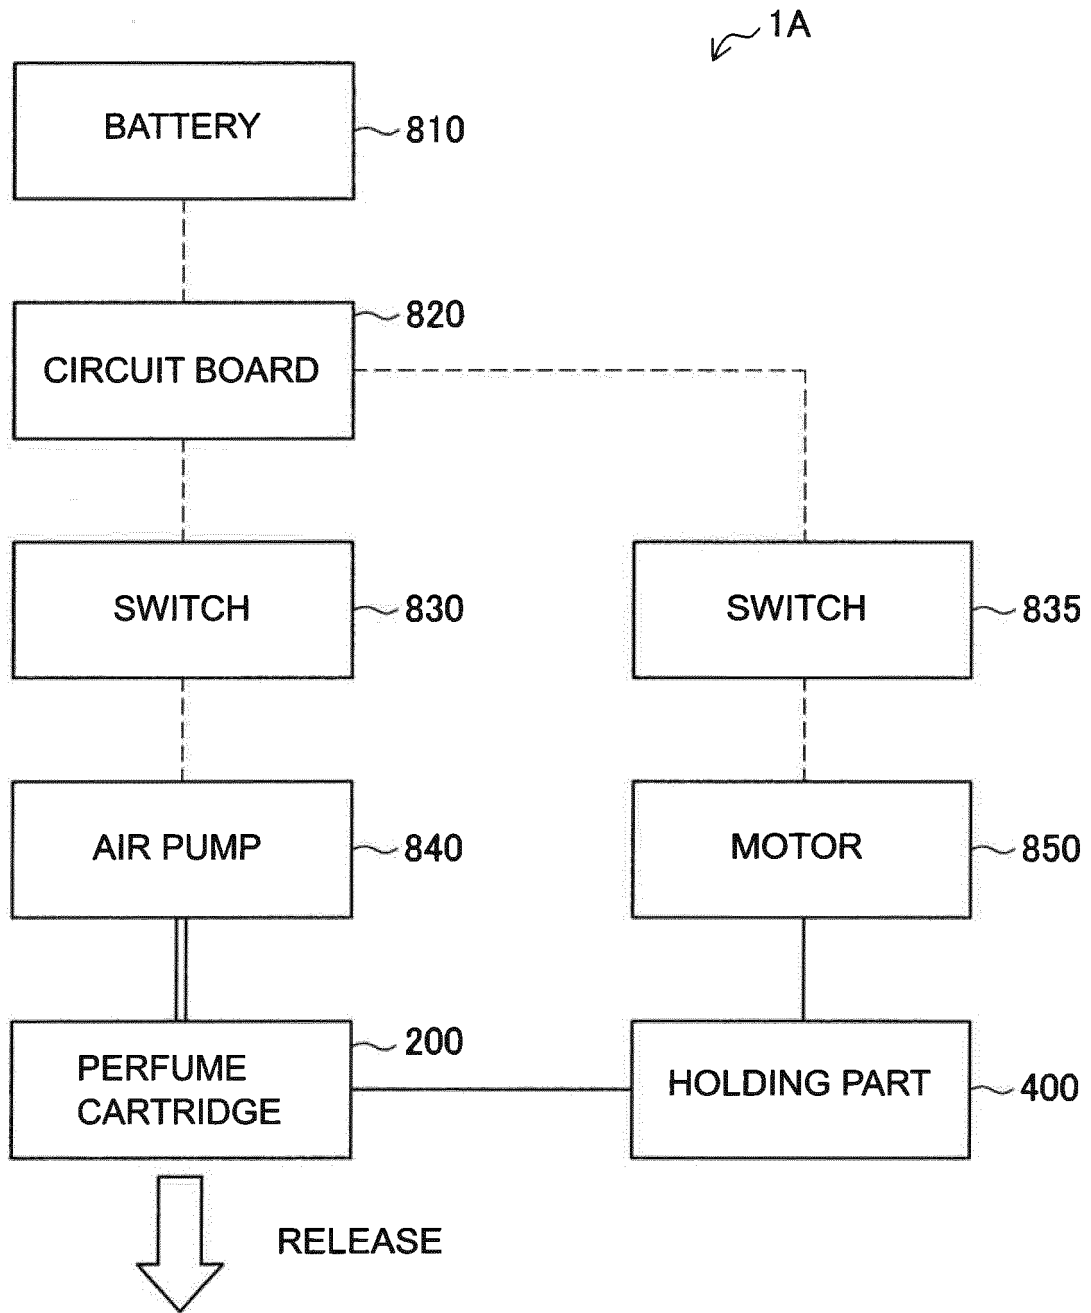 1A
BATTERY
810
CIRCUIT BOARD
820
SWITCH
830
SWITCH
835
AIR PUMP
840
MOTOR
850
PERFUME
CARTRIDGE
200
HOLDING PART
400
RELEASE